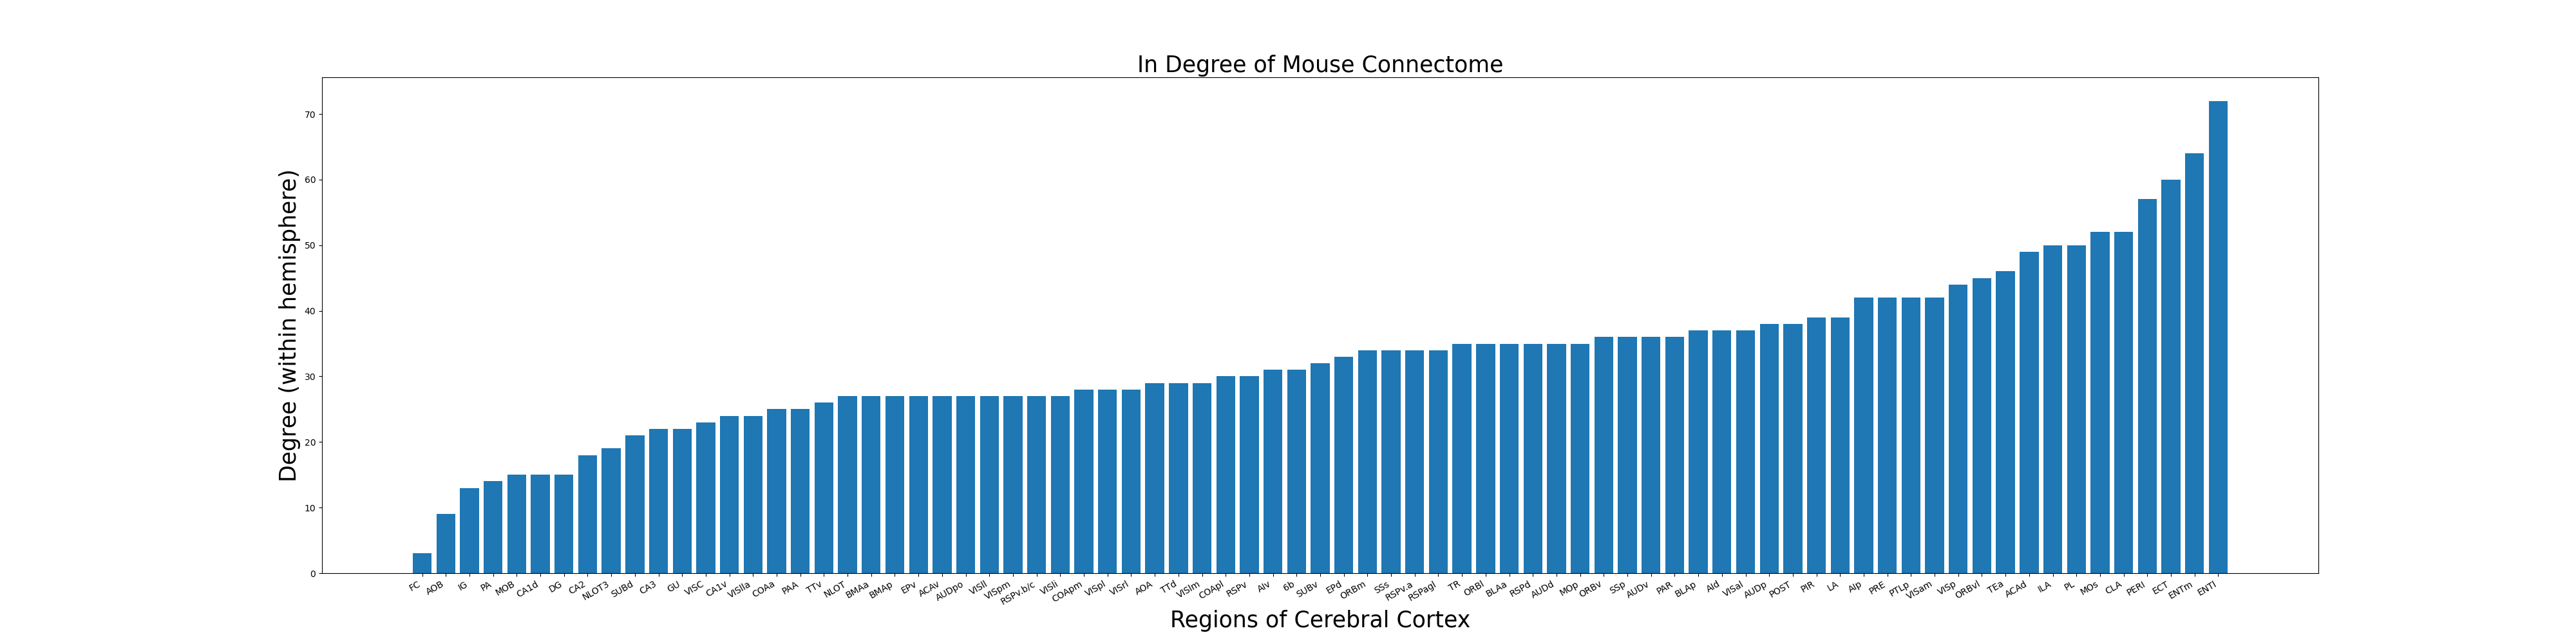 In Degree of Mouse Connectome
Degree (within hemisphere)
70
60
50
40
30
20
10
0
FC AOB IG PA MOB CA1d DG CA2 NLOT3 SUBd CA3 GU VISC CA1v VISlla COAa PAA TTv NLOT BMAa BMAp EPv ACAv AUDpo VISll VISpm RSPv.b/c VISli COApm VISpl VISrl AOA TTd VISlm COApl RSPv AIv 6b SUBv EPd ORBm SSs RSPv.a RSPagl TR ORBl BLAa RSPd AUDd MOp ORBv SSp AUDv PAR BLAp AId VISal AUDp POST PIR LA AIp PRE PTLp VISam VISp ORBvl TEa ACAd ILA PL MOs CLA PERI ECT ENTm ENTl
Regions of Cerebral Cortex